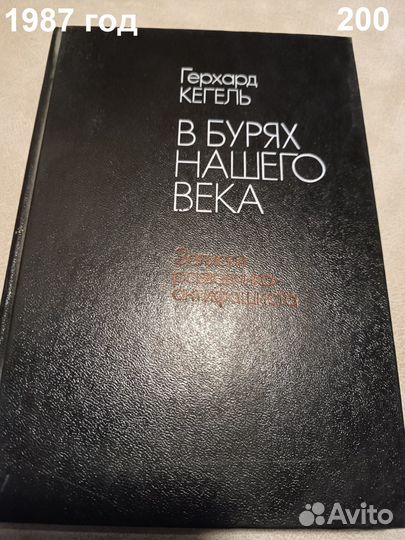 1987 год
200
Герхард
КЕГЕЛЬ
В БУРЯХ
НАШЕГО
ВЕКА
Записки
разведчика-
антифашиста
Avito